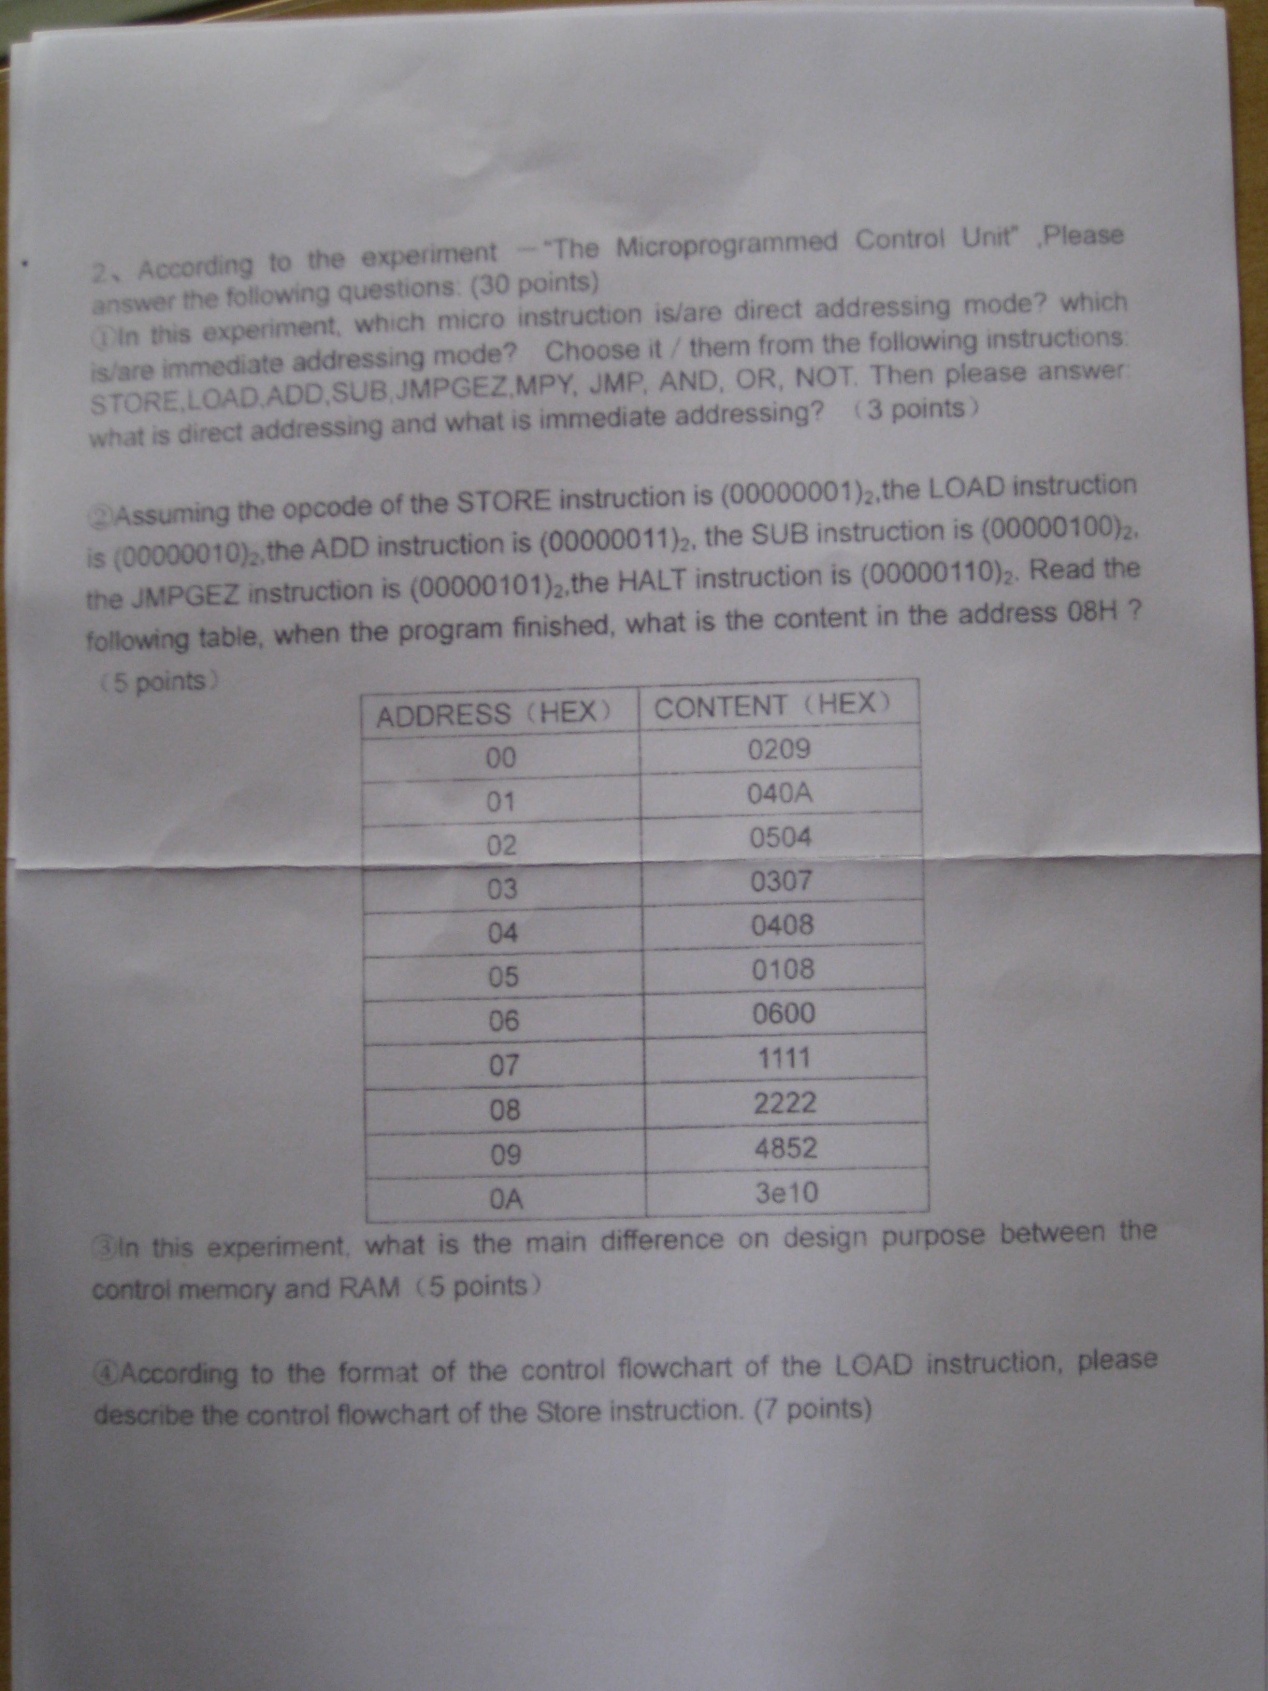 2、According to the experiment —"The Microprogrammed Control Unit" ,Please
answer the following questions: (30 points)
①In this experiment, which micro instruction is/are direct addressing mode? which
is/are immediate addressing mode? Choose it / them from the following instructions:
STORE,LOAD,ADD,SUB,JMPGEZ,MPY, JMP, AND, OR, NOT. Then please answer:
what is direct addressing and what is immediate addressing? （3 points）
②Assuming the opcode of the STORE instruction is (00000001)₂,the LOAD instruction
is (00000010)₂,the ADD instruction is (00000011)₂, the SUB instruction is (00000100)₂,
the JMPGEZ instruction is (00000101)₂,the HALT instruction is (00000110)₂. Read the
following table, when the program finished, what is the content in the address 08H ?
（5 points）
ADDRESS（HEX） CONTENT（HEX）
00 0209
01 040A
02 0504
03 0307
04 0408
05 0108
06 0600
07 1111
08 2222
09 4852
0A 3e10
③In this experiment, what is the main difference on design purpose between the
control memory and RAM（5 points）
④According to the format of the control flowchart of the LOAD instruction, please
describe the control flowchart of the Store instruction. (7 points)